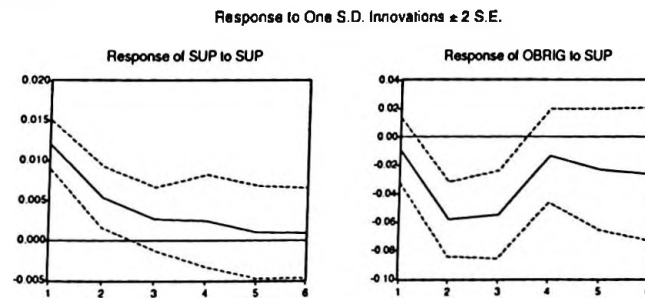 Response to One S.D. Innovations ± 2 S.E.
Response of SUP to SUP
0.020
0.015
0.010
0.005
0.000
-0.005
1 2 3 4 5 6
Response of OBRIG to SUP
0.04
0.02
0.00
-0.02
-0.04
-0.06
-0.08
-0.10
1 2 3 4 5